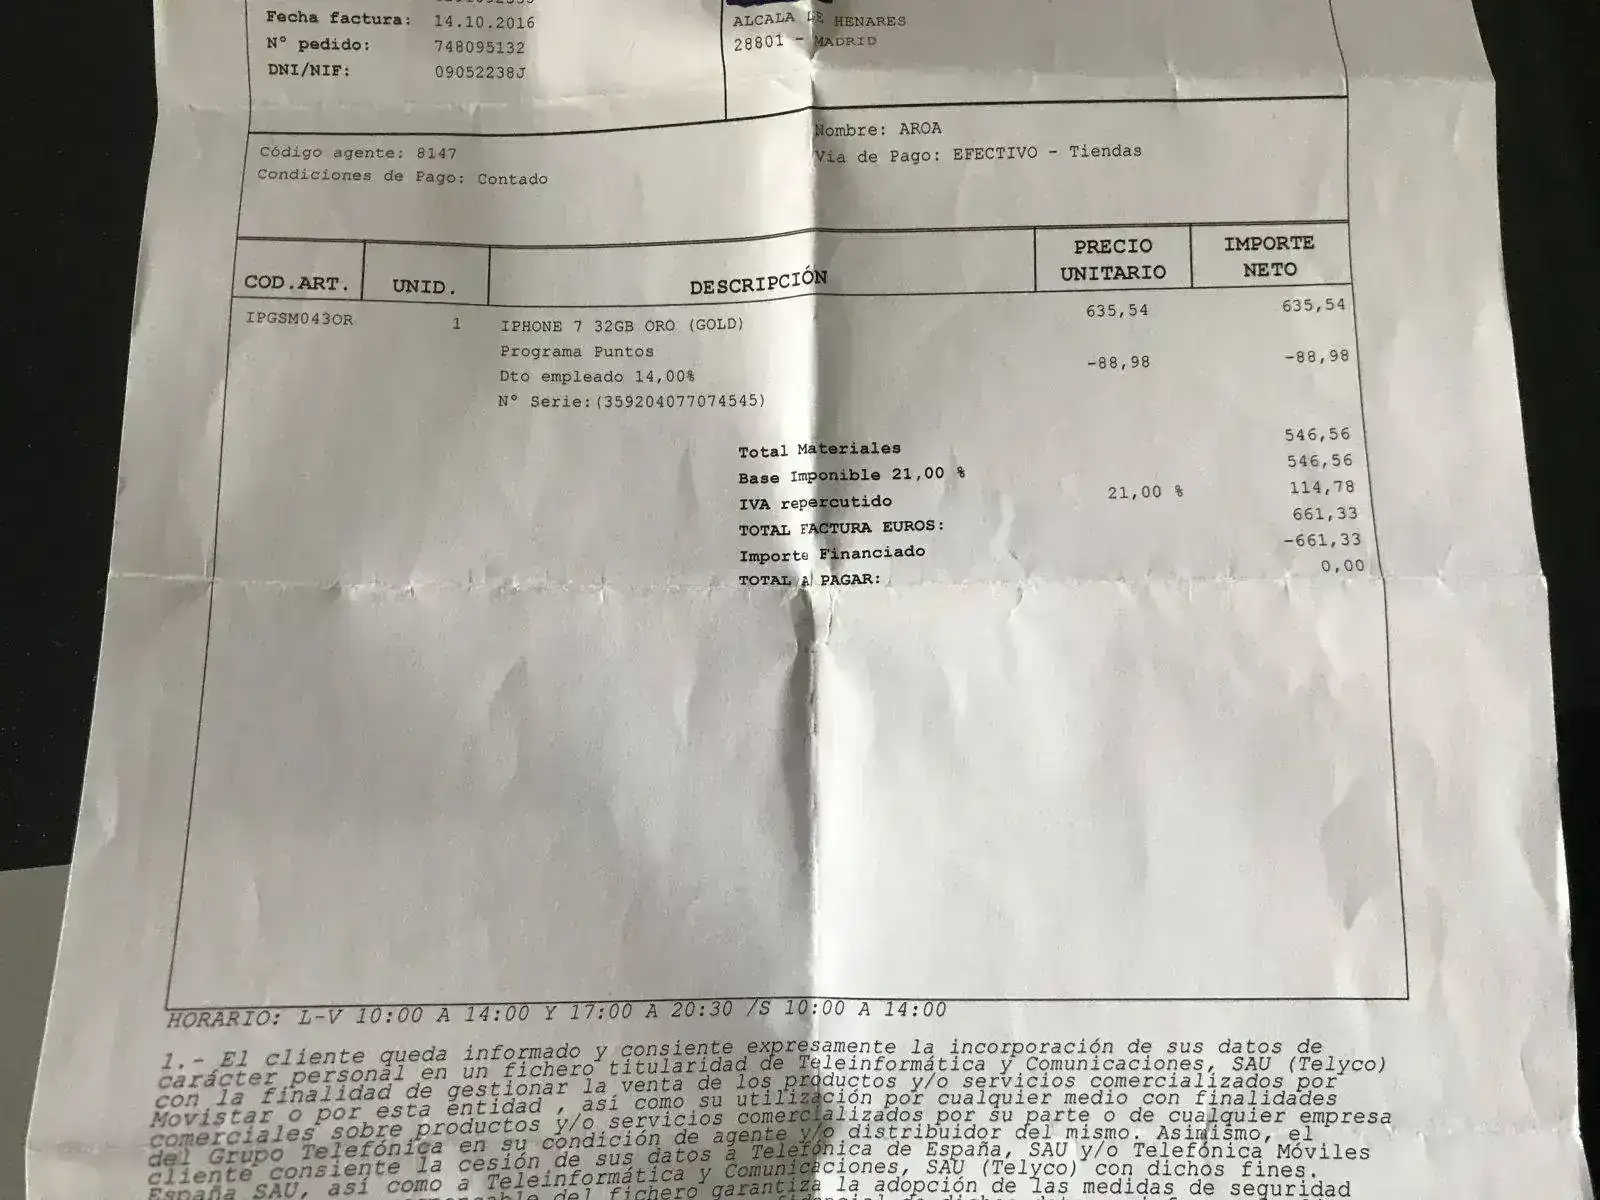 Fecha factura: 14.10.2016
Nº pedido: 748095132
DNI/NIF: 09052238J
ALCALA DE HENARES
28801 - MADRID
Código agente: 8147
Condiciones de Pago: Contado
Nombre: AROA
Via de Pago: EFECTIVO - Tiendas
COD.ART. UNID. DESCRIPCIÓN PRECIO UNITARIO IMPORTE NETO
IPGSM043OR 1 IPHONE 7 32GB ORO (GOLD) 635,54 635,54
Programa Puntos
Dto empleado 14,00% -88,98 -88,98
Nº Serie:(359204077074545)
Total Materiales 546,56
Base Imponible 21,00 % 546,56
IVA repercutido 21,00 % 114,78
TOTAL FACTURA EUROS: 661,33
Importe Financiado -661,33
TOTAL A PAGAR: 0,00
HORARIO: L-V 10:00 A 14:00 Y 17:00 A 20:30 /S 10:00 A 14:00
1.- El cliente queda informado y consiente expresamente la incorporación de sus datos de
carácter personal en un fichero titularidad de Teleinformática y Comunicaciones, SAU (Telyco)
con la finalidad de gestionar la venta de los productos y/o servicios comercializados por
Movistar o por esta entidad , así como su utilización por cualquier medio con finalidades
comerciales sobre productos y/o servicios comercializados por su parte o de cualquier empresa
del Grupo Telefónica en su condición de agente y/o distribuidor del mismo. Asimismo, el
cliente consiente la cesión de sus datos a Telefónica de España, SAU y/o Telefónica Móviles
España SAU, así como a Teleinformática y Comunicaciones, SAU (Telyco) con dichos fines.
del fichero garantiza la adopción de las medidas de seguridad